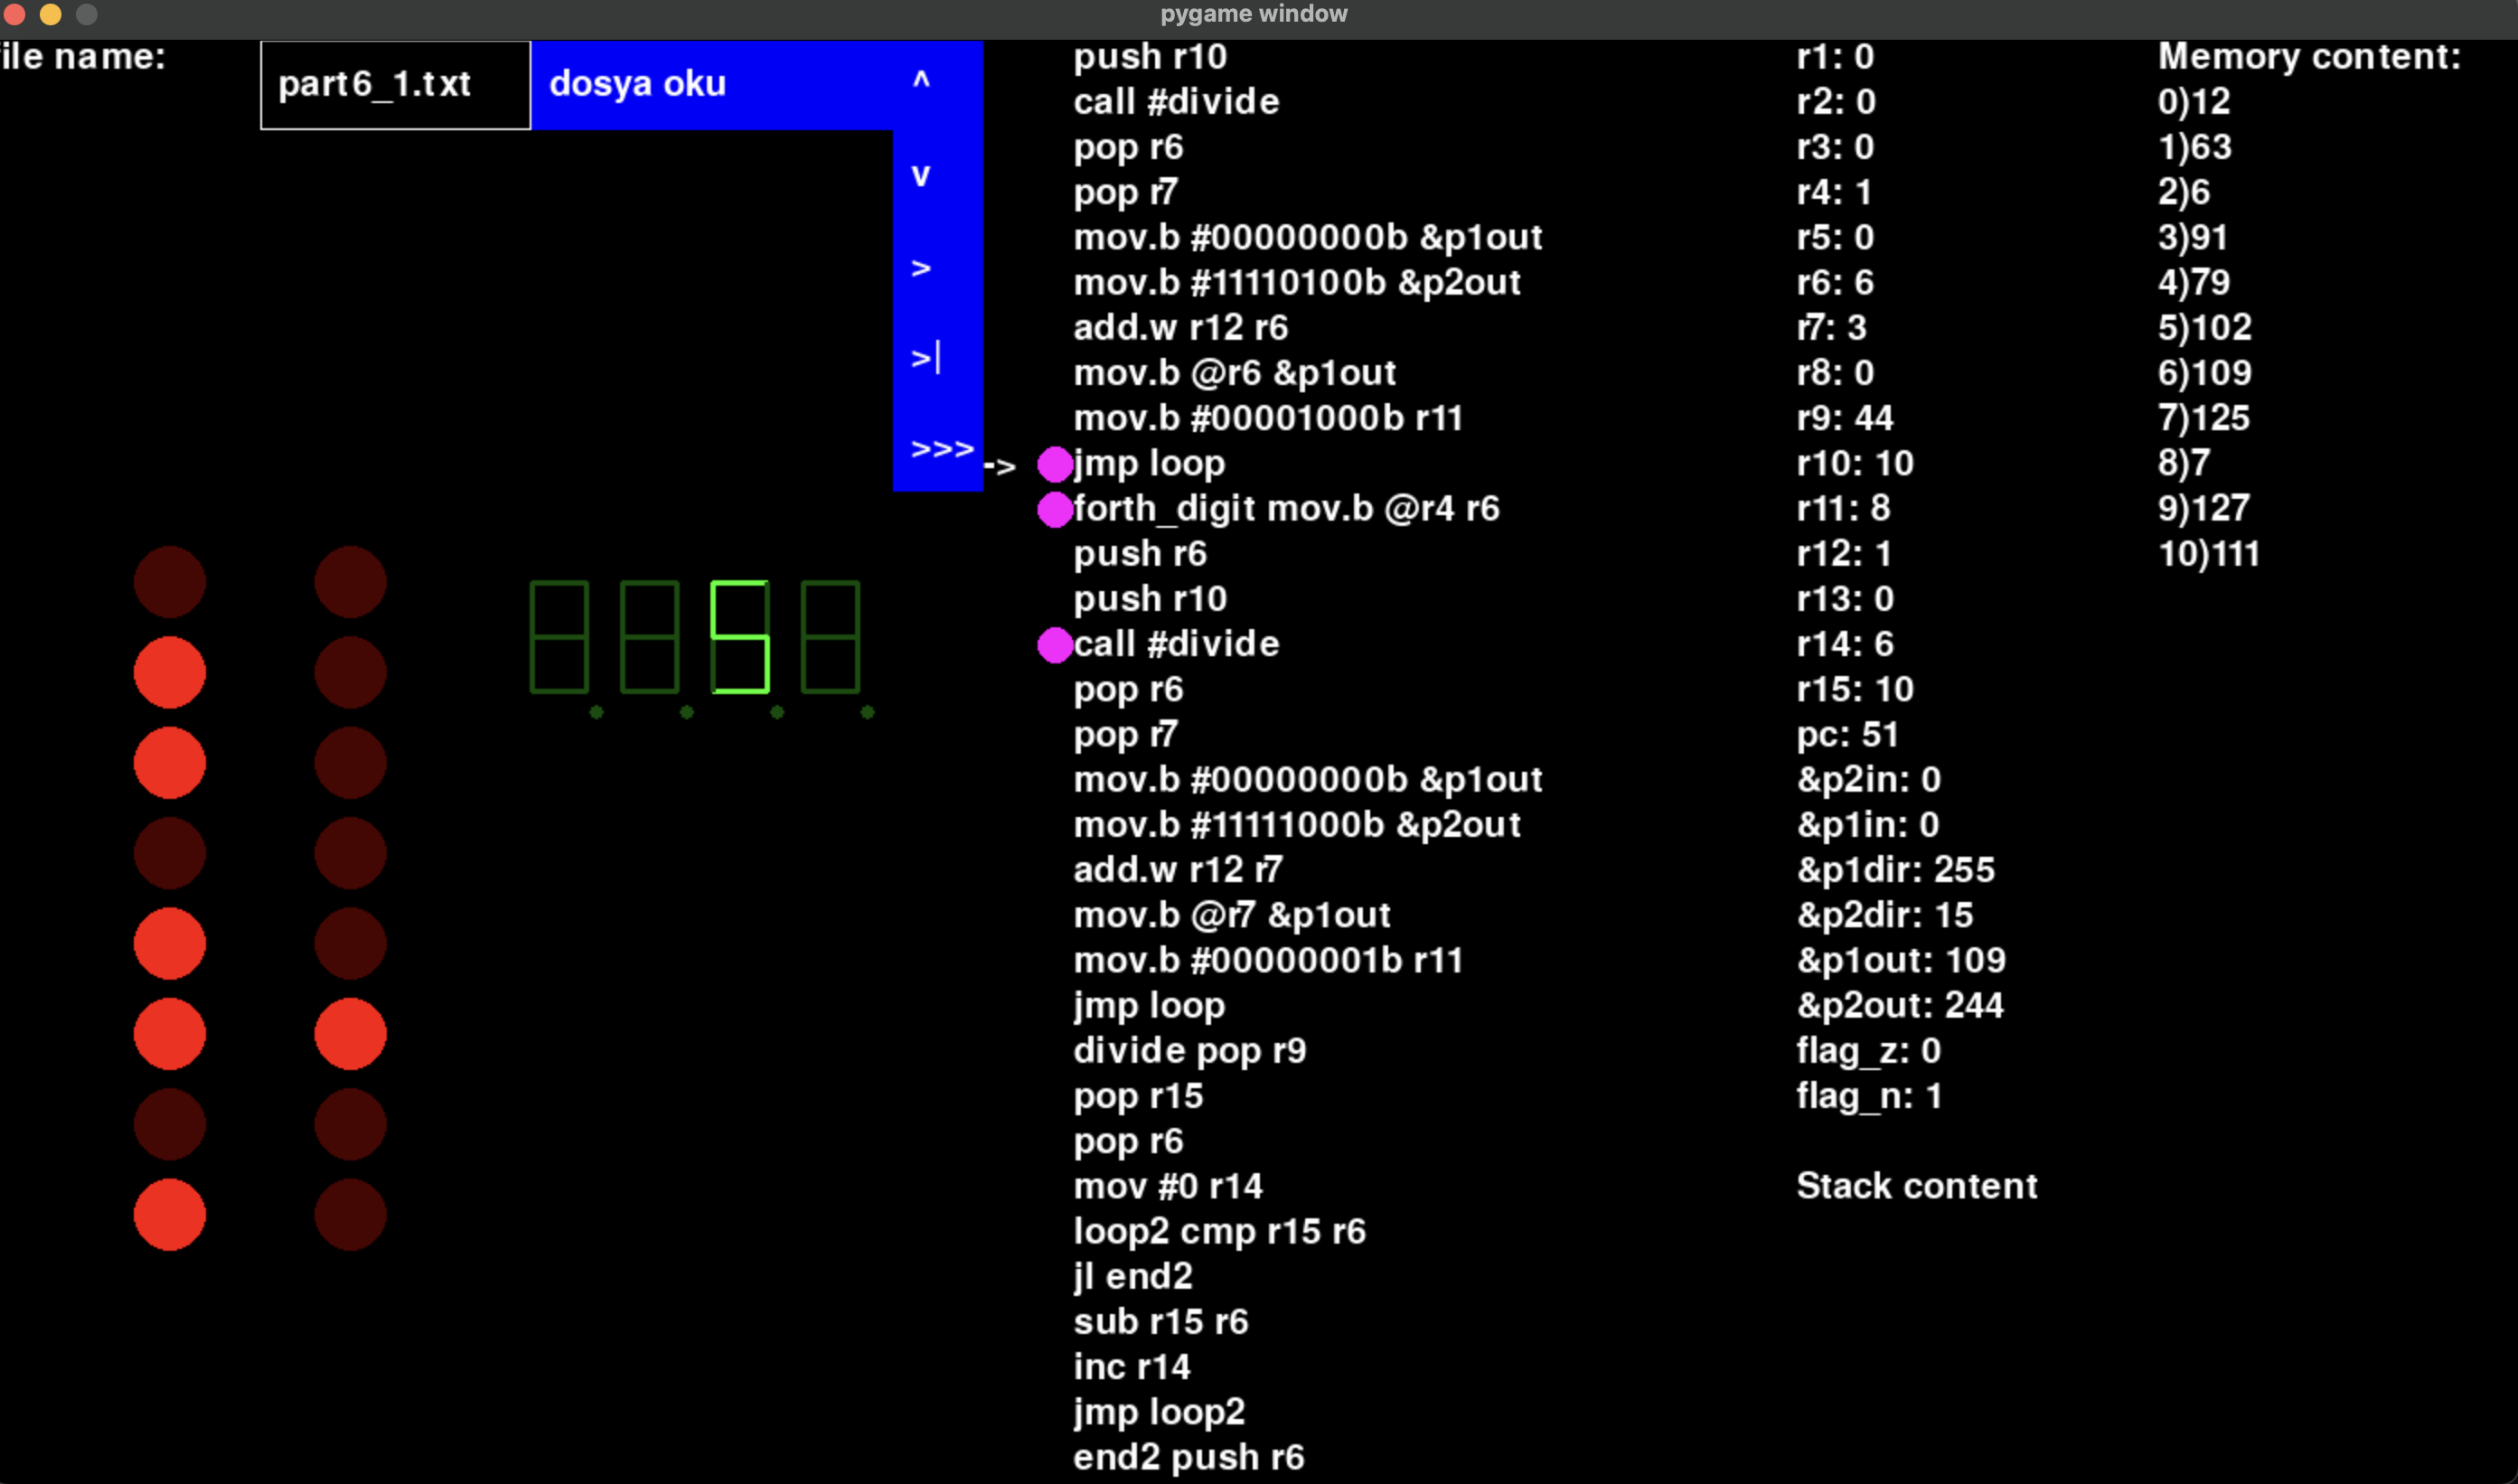 pygame window
file name:
part6_1.txt
dosya oku
^
v
>
>|
>>>
->
push r10
call #divide
pop r6
pop r7
mov.b #00000000b &p1out
mov.b #11110100b &p2out
add.w r12 r6
mov.b @r6 &p1out
mov.b #00001000b r11
jmp loop
forth_digit mov.b @r4 r6
push r6
push r10
call #divide
pop r6
pop r7
mov.b #00000000b &p1out
mov.b #11111000b &p2out
add.w r12 r7
mov.b @r7 &p1out
mov.b #00000001b r11
jmp loop
divide pop r9
pop r15
pop r6
mov #0 r14
loop2 cmp r15 r6
jl end2
sub r15 r6
inc r14
jmp loop2
end2 push r6
r1: 0
r2: 0
r3: 0
r4: 1
r5: 0
r6: 6
r7: 3
r8: 0
r9: 44
r10: 10
r11: 8
r12: 1
r13: 0
r14: 6
r15: 10
pc: 51
&p2in: 0
&p1in: 0
&p1dir: 255
&p2dir: 15
&p1out: 109
&p2out: 244
flag_z: 0
flag_n: 1
Stack content
Memory content:
0)12
1)63
2)6
3)91
4)79
5)102
6)109
7)125
8)7
9)127
10)111
5